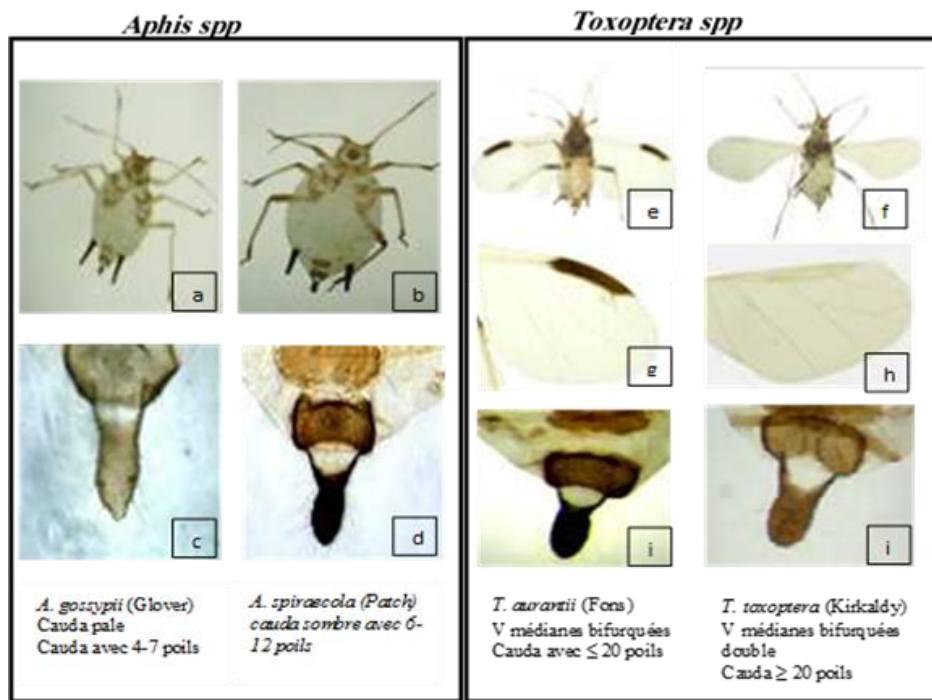 Aphis spp
Toxoptera spp
a
b
e
f
g
h
c
d
i
i
A. gossypii (Glover)
Cauda pale
Cauda avec 4-7 poils
A. spiraecola (Patch)
cauda sombre avec 6-
12 poils
T. aurantii (Fons)
V médianes bifurquées
Cauda avec ≤ 20 poils
T. toxoptera (Kirkaldy)
V médianes bifurquées
double
Cauda ≥ 20 poils